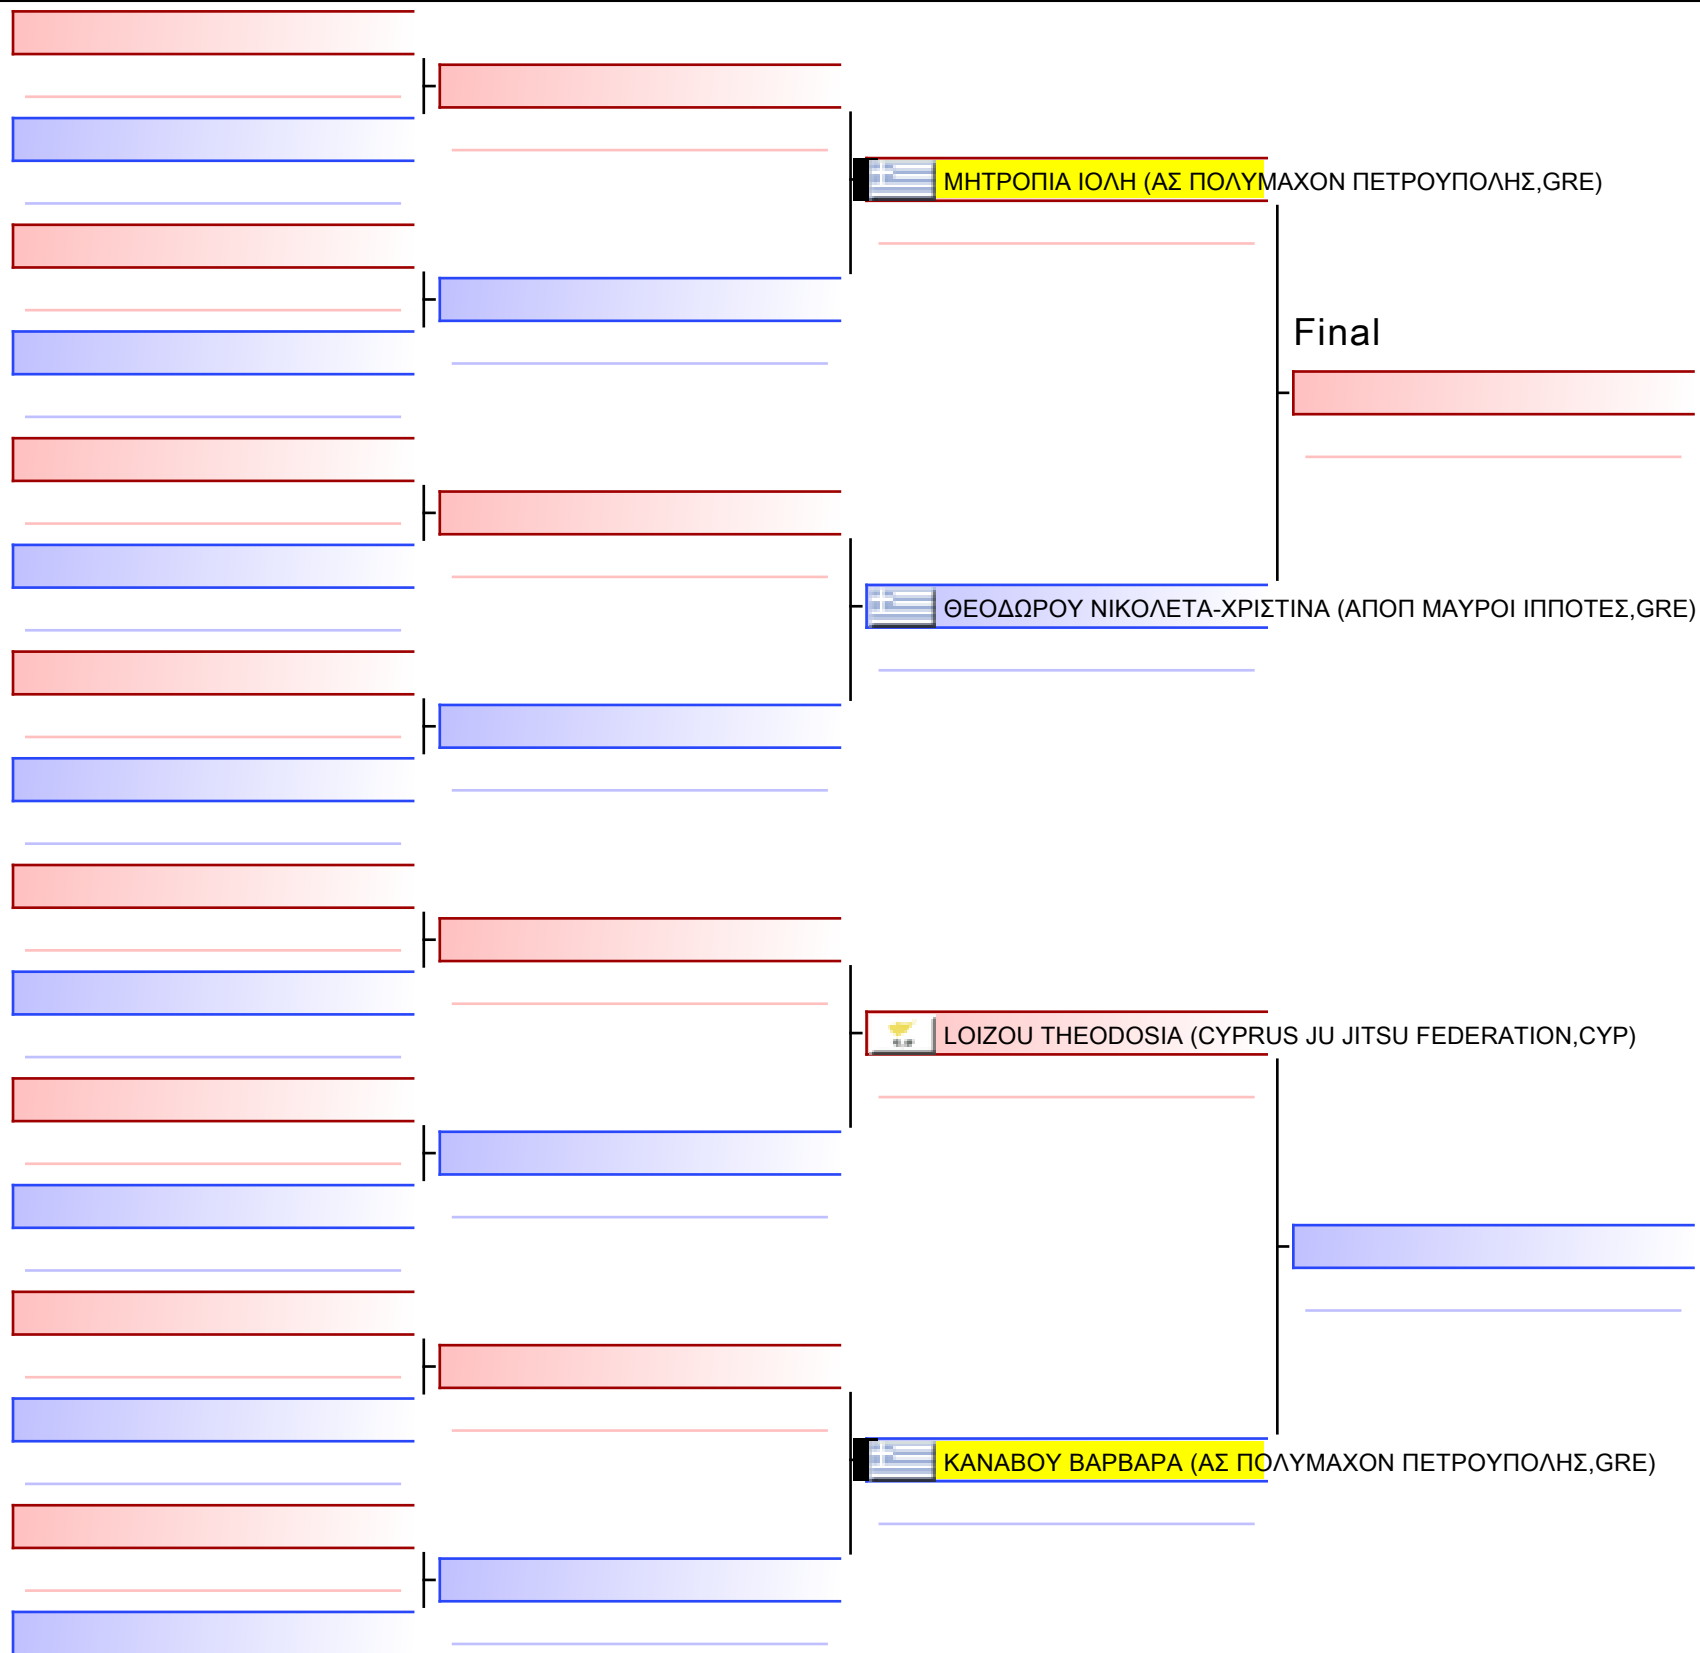 ΜΗΤΡΟΠΙΑ ΙΟΛΗ (ΑΣ ΠΟΛΥΜΑΧΟΝ ΠΕΤΡΟΥΠΟΛΗΣ,GRE)
Final
ΘΕΟΔΩΡΟΥ ΝΙΚΟΛΕΤΑ-ΧΡΙΣΤΙΝΑ (ΑΠΟΠ ΜΑΥΡΟΙ ΙΠΠΟΤΕΣ,GRE)
LOIZOU THEODOSIA (CYPRUS JU JITSU FEDERATION,CYP)
ΚΑΝΑΒΟΥ ΒΑΡΒΑΡΑ (ΑΣ ΠΟΛΥΜΑΧΟΝ ΠΕΤΡΟΥΠΟΛΗΣ,GRE)